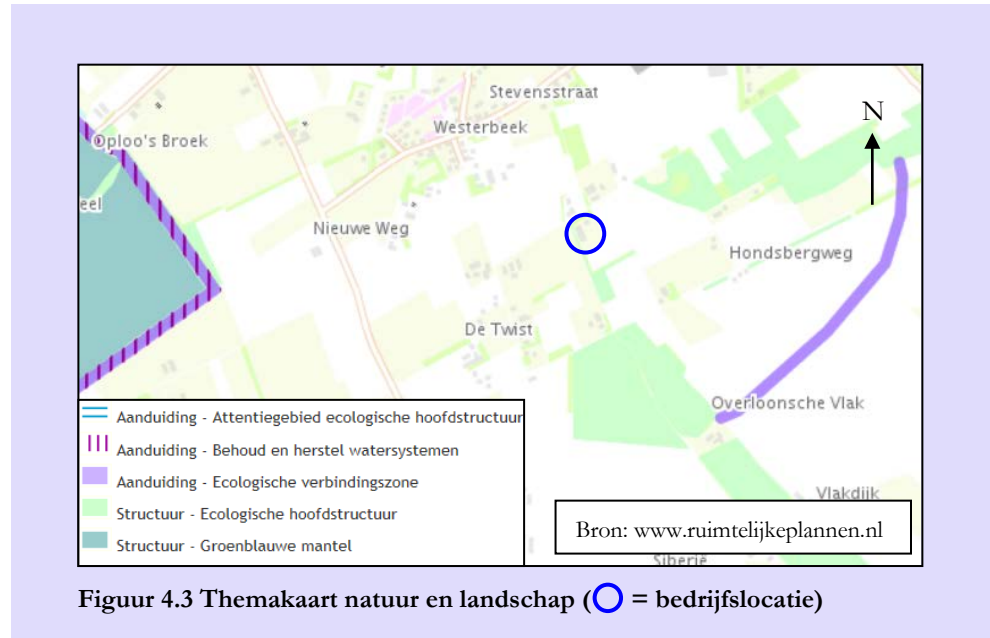 Stevensstraat
N
Westerbeek
Oploo's Broek
eel
Nieuwe Weg
Hondsbergweg
De Twist
Overloonsche Vlak
Aanduiding - Attentiegebied ecologische hoofdstructuur
Aanduiding - Behoud en herstel watersystemen
Aanduiding - Ecologische verbindingszone
Structuur - Ecologische hoofdstructuur
Structuur - Groenblauwe mantel
Vlakdijk
Bron: www.ruimtelijkeplannen.nl
Siberië
Figuur 4.3 Themakaart natuur en landschap ( = bedrijfslocatie)